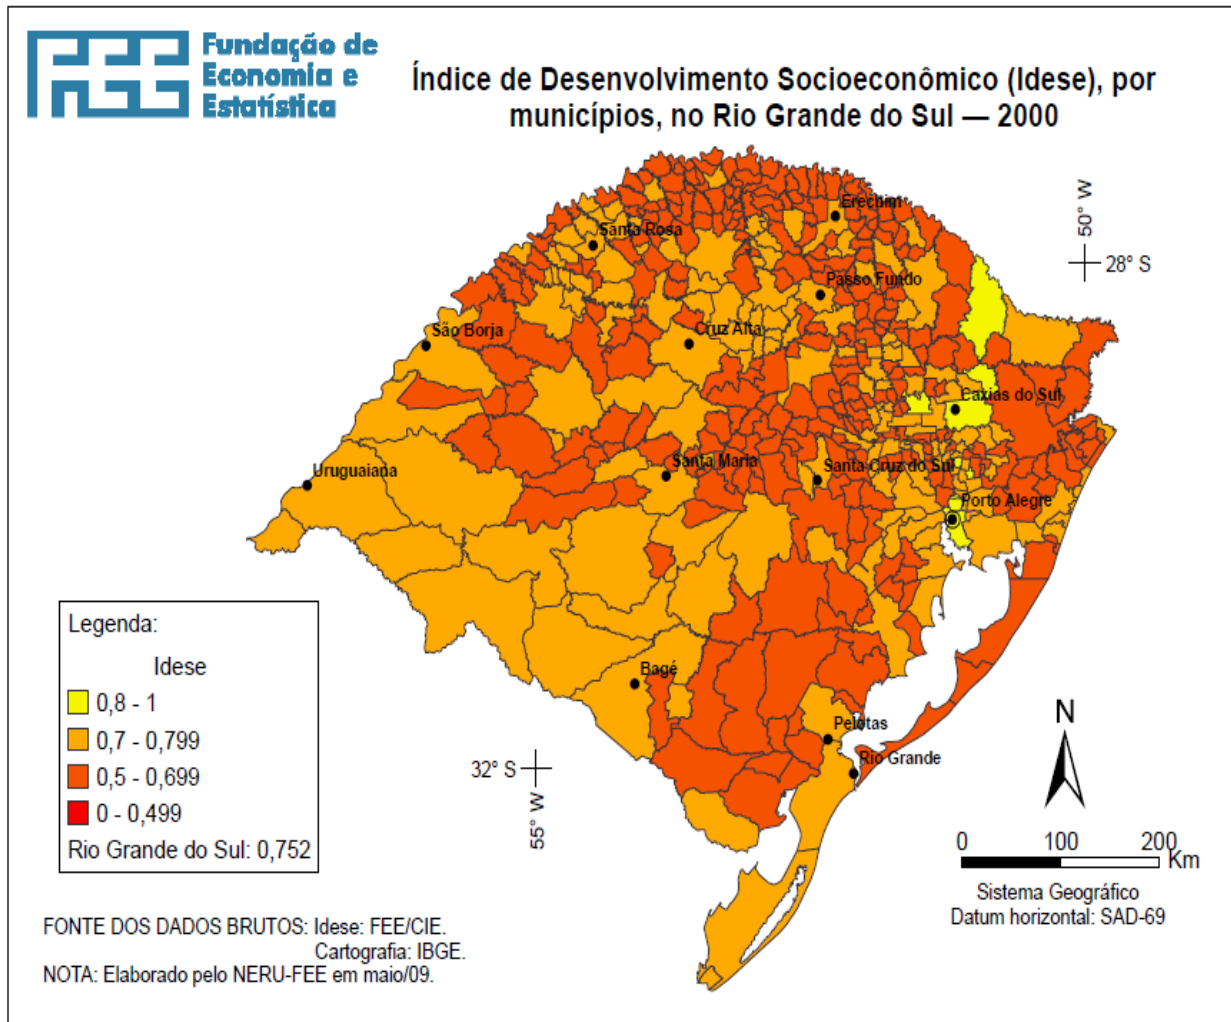 Fundação de
Economia e
Estatística
Índice de Desenvolvimento Socioeconômico (Idese), por
municípios, no Rio Grande do Sul — 2000
50° W
28° S
Erechim
Santa Rosa
Passo Fundo
São Borja
Cruz Alta
Caxias do Sul
Uruguaiana
Santa Maria
Santa Cruz do Sul
Porto Alegre
Bagé
Pelotas
Rio Grande
32° S
55° W
Legenda:
Idese
0,8 - 1
0,7 - 0,799
0,5 - 0,699
0 - 0,499
Rio Grande do Sul: 0,752
N
0 100 200
Km
Sistema Geográfico
Datum horizontal: SAD-69
FONTE DOS DADOS BRUTOS: Idese: FEE/CIE.
Cartografia: IBGE.
NOTA: Elaborado pelo NERU-FEE em maio/09.